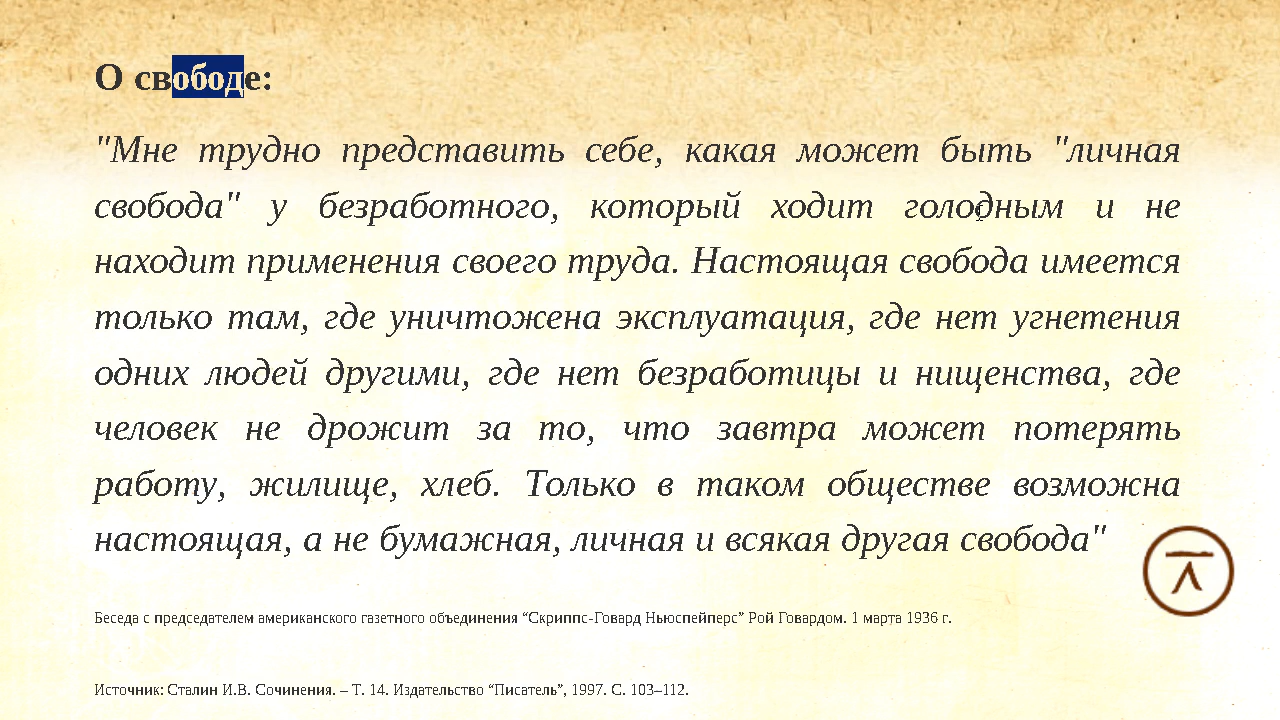 О свободе:
"Мне трудно представить себе, какая может быть "личная
свобода" у безработного, который ходит голодным и не
находит применения своего труда. Настоящая свобода имеется
только там, где уничтожена эксплуатация, где нет угнетения
одних людей другими, где нет безработицы и нищенства, где
человек не дрожит за то, что завтра может потерять
работу, жилище, хлеб. Только в таком обществе возможна
настоящая, а не бумажная, личная и всякая другая свобода"
Беседа с председателем американского газетного объединения “Скриппс-Говард Ньюспейперс” Рой Говардом. 1 марта 1936 г.
Источник: Сталин И.В. Cочинения. – Т. 14. Издательство “Писатель”, 1997. С. 103–112.